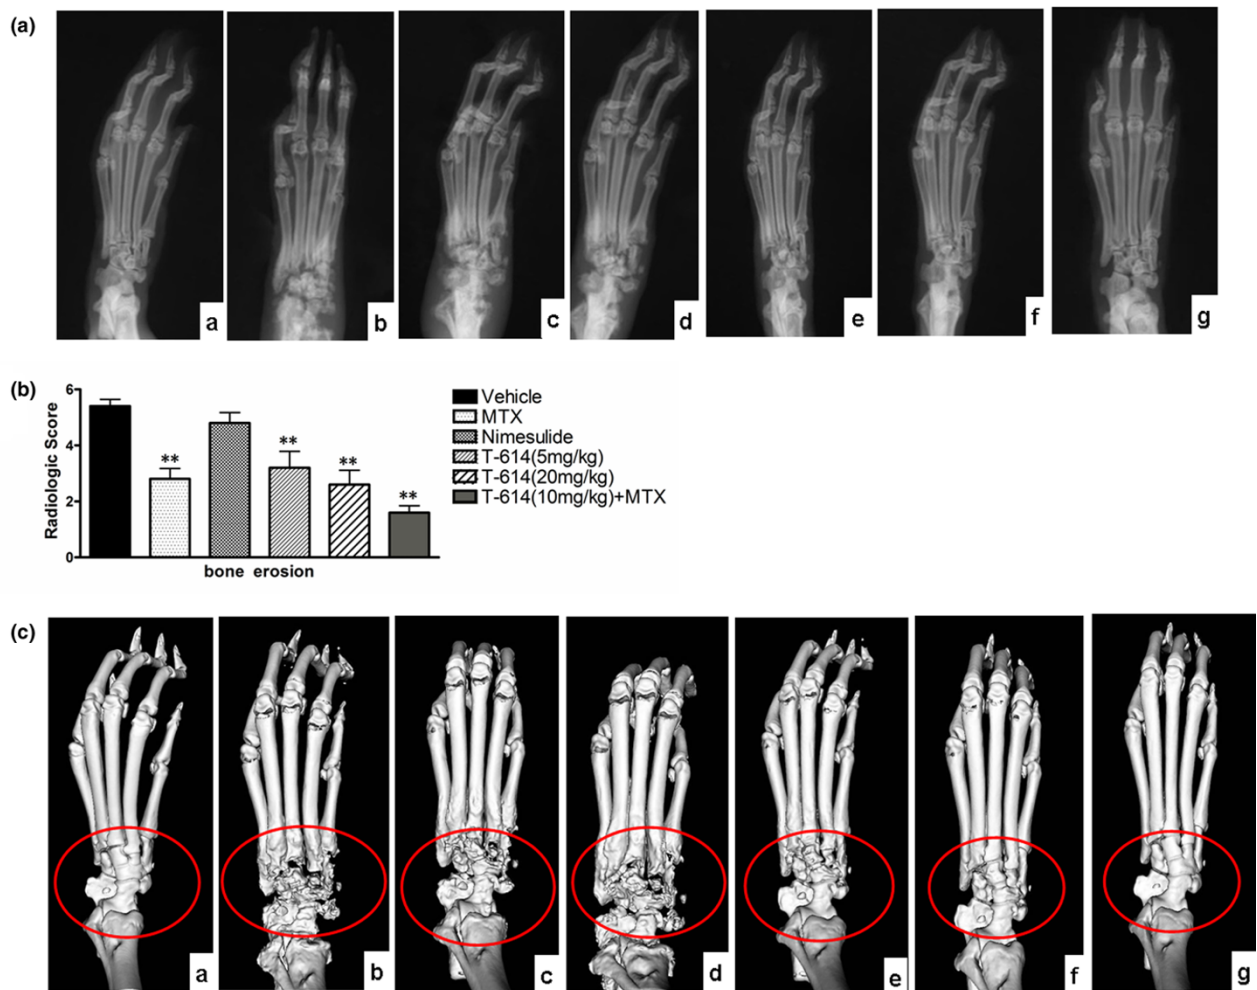 (a)
a b c d e f g
(b)
6
4
2
0
Radiologic Score
**
**
**
**
bone erosion
Vehicle
MTX
Nimesulide
T-614(5mg/kg)
T-614(20mg/kg)
T-614(10mg/kg)+MTX
(c)
a b c d e f g